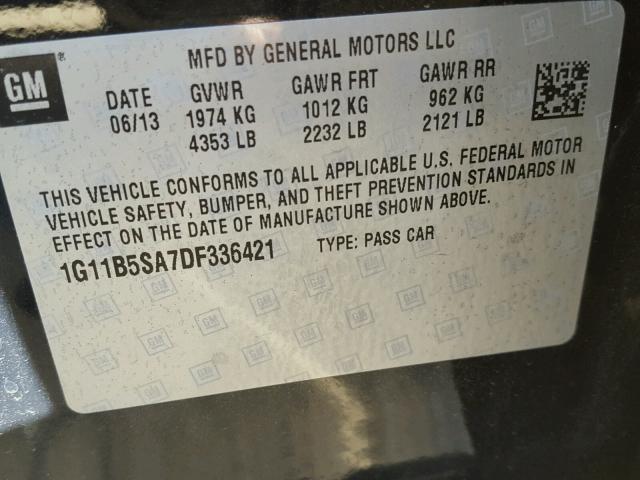 GM
MFD BY GENERAL MOTORS LLC
DATE GVWR GAWR FRT GAWR RR
06/13 1974 KG 1012 KG 962 KG
4353 LB 2232 LB 2121 LB
THIS VEHICLE CONFORMS TO ALL APPLICABLE U.S. FEDERAL MOTOR
VEHICLE SAFETY, BUMPER, AND THEFT PREVENTION STANDARDS IN
EFFECT ON THE DATE OF MANUFACTURE SHOWN ABOVE.
1G11B5SA7DF336421 TYPE: PASS CAR